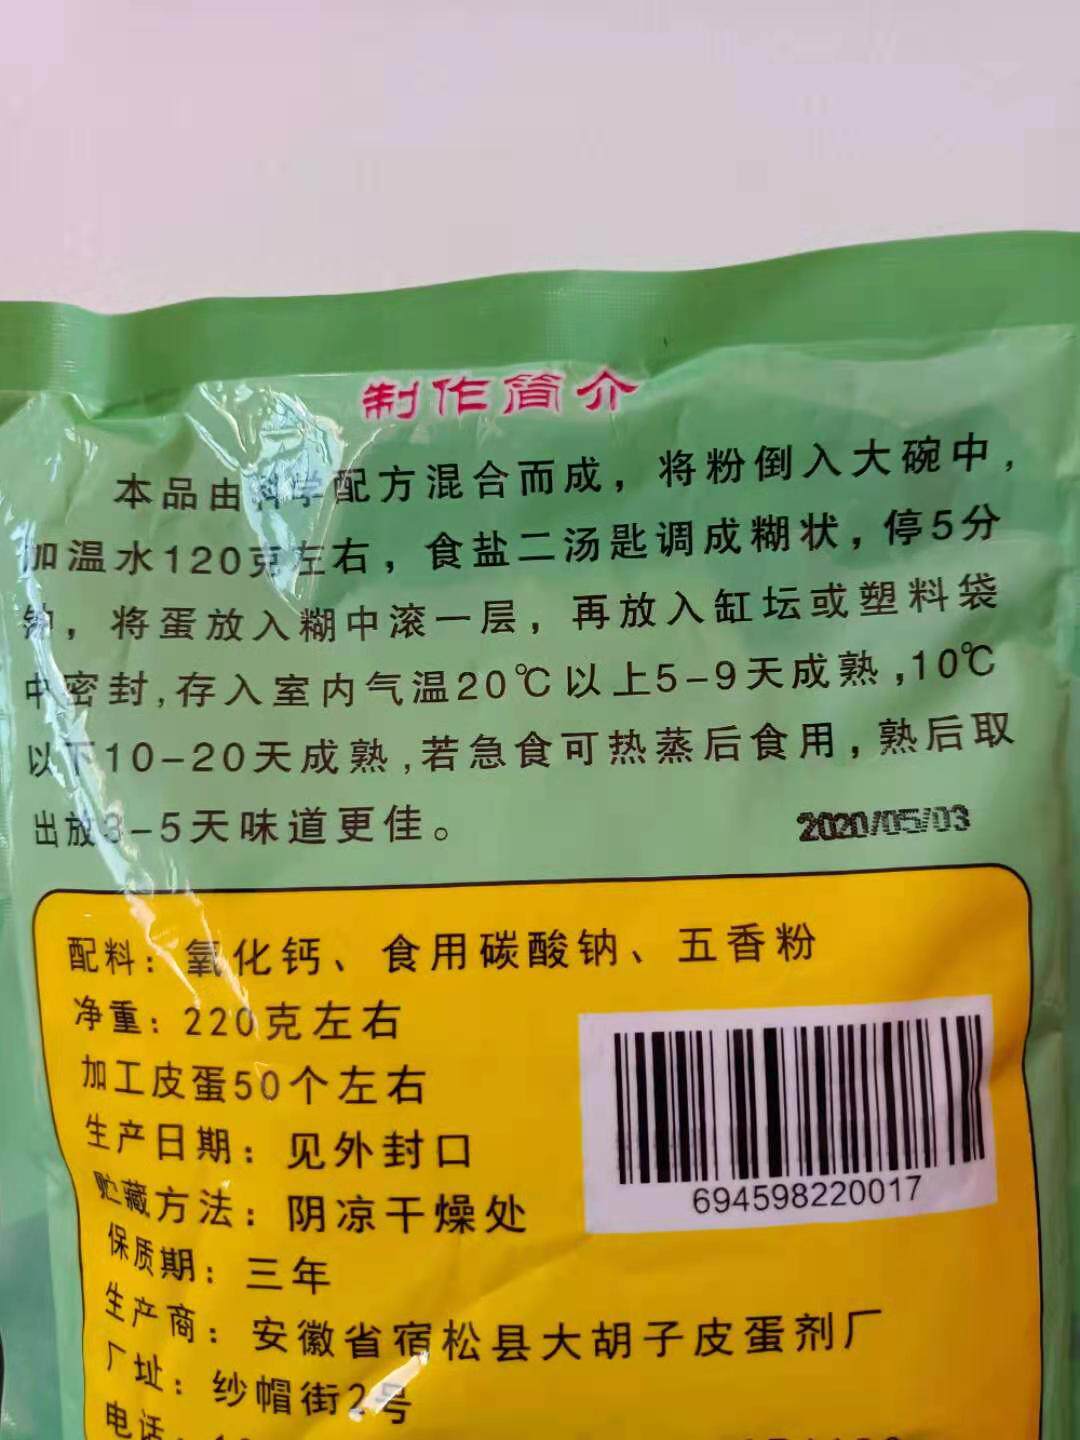 制作简介
本品由科学配方混合而成，将粉倒入大碗中，
加温水120克左右，食盐二汤匙调成糊状，停5分
钟，将蛋放入糊中滚一层，再放入缸坛或塑料袋
中密封,存入室内气温20℃以上5-9天成熟,10℃
以下10-20天成熟,若急食可热蒸后食用，熟后取
出放3-5天味道更佳。
2020/05/03
配料：氧化钙、食用碳酸钠、五香粉
净重：220克左右
加工皮蛋50个左右
生产日期：见外封口
贮藏方法：阴凉干燥处
保质期：三年
生产商：安徽省宿松县大胡子皮蛋剂厂
厂址：纱帽街2号
电话：
694598220017